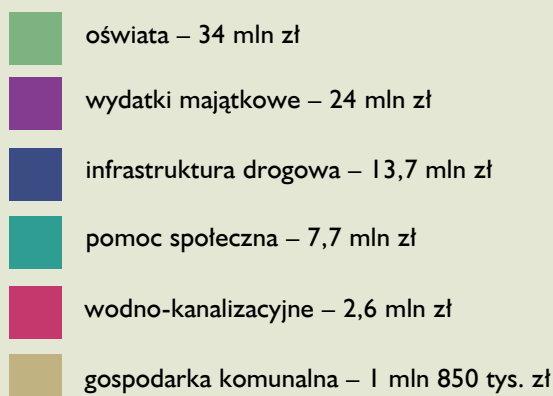 oświata – 34 mln zł
wydatki majątkowe – 24 mln zł
infrastruktura drogowa – 13,7 mln zł
pomoc społeczna – 7,7 mln zł
wodno-kanalizacyjne – 2,6 mln zł
gospodarka komunalna – 1 mln 850 tys. zł